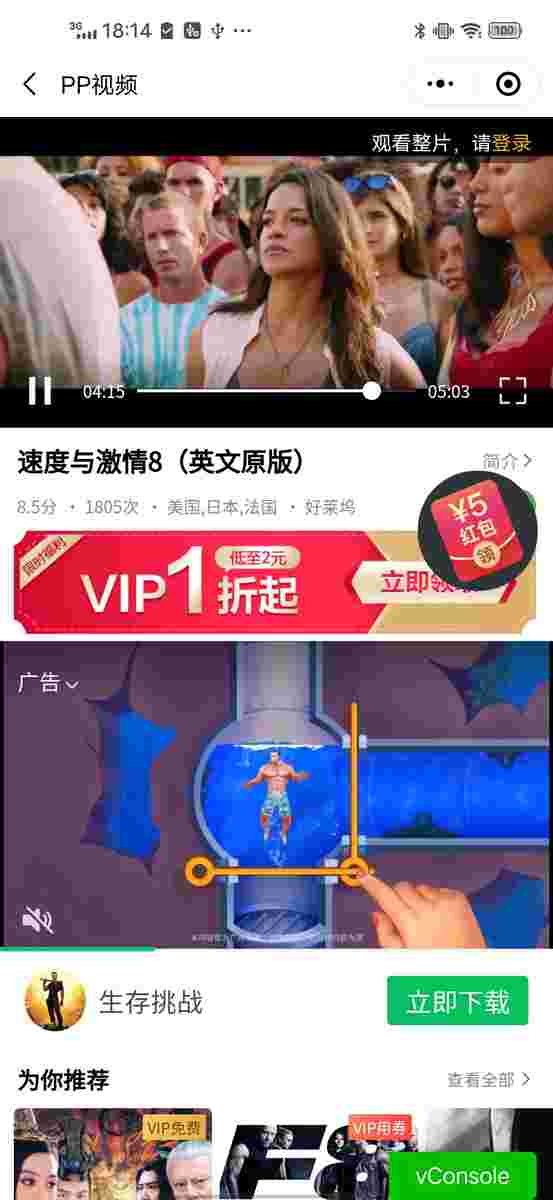 3G 18:14 100
PP视频
观看整片，请登录
04:15 05:03
速度与激情8（英文原版） 简介
8.5分 · 1805次 · 美国,日本,法国 · 好莱坞
¥5
红包
领
限时福利
VIP1折起
低至2元
立即领
广告
生存挑战 立即下载
为你推荐 查看全部
VIP免费
VIP用券
F8
vConsole